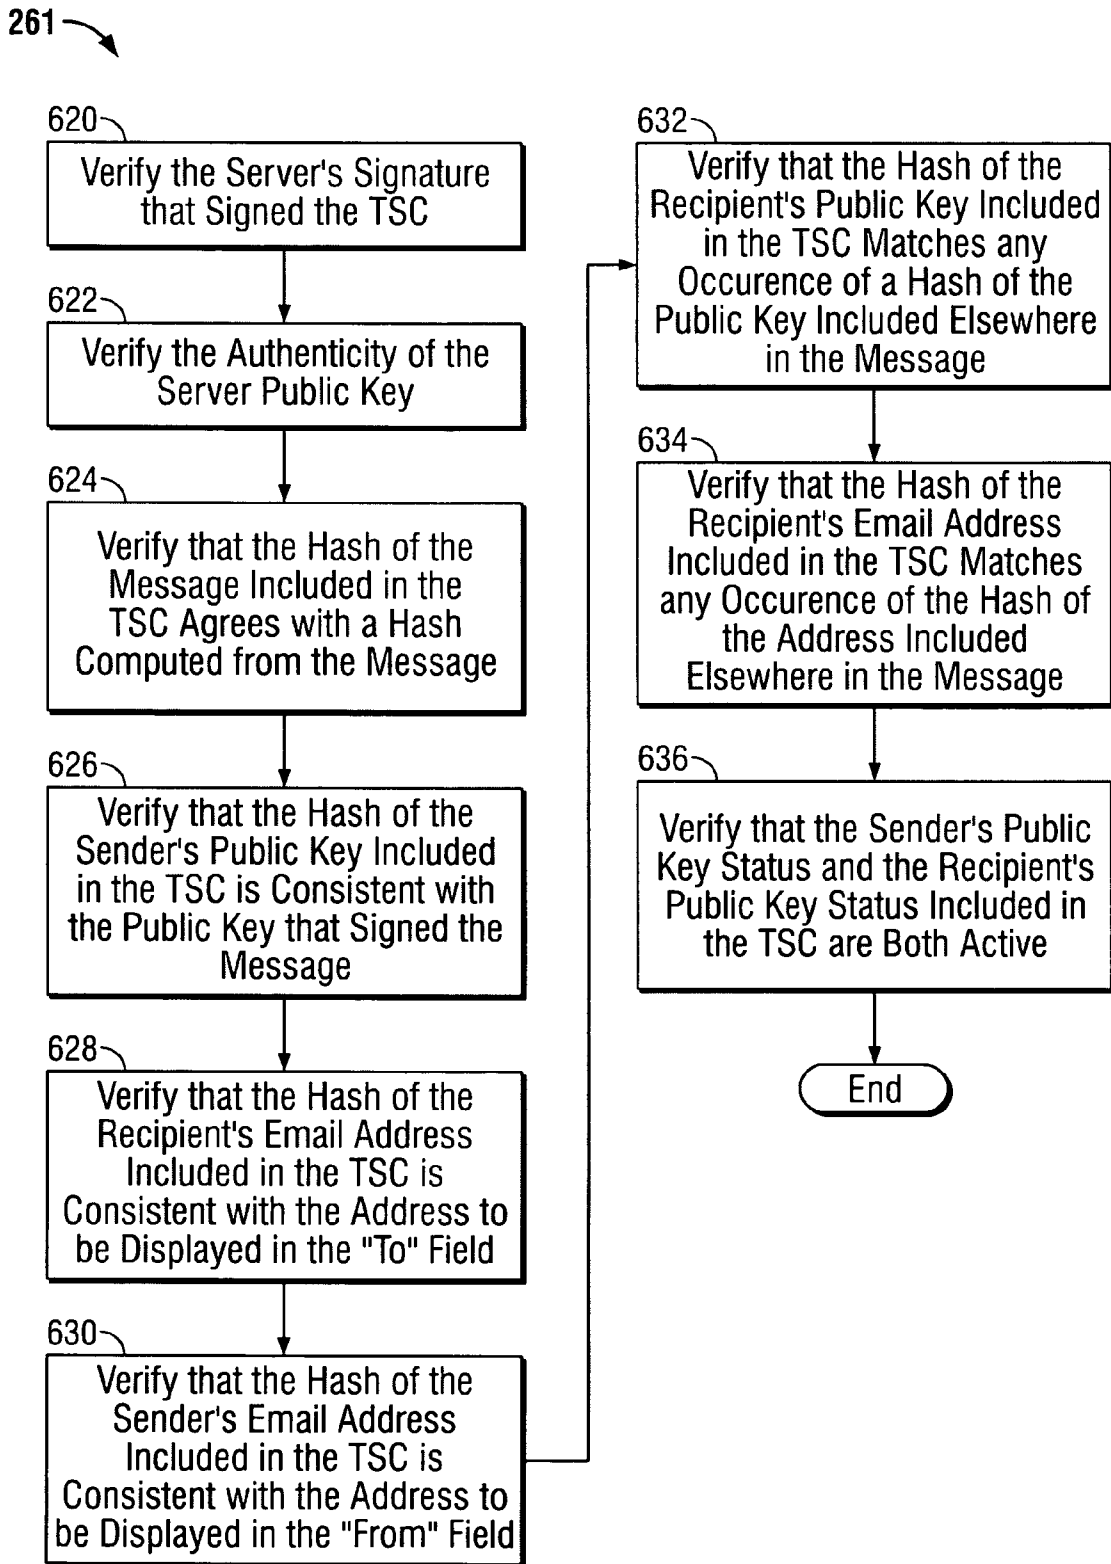 261
620
Verify the Server's Signature
that Signed the TSC
622
Verify the Authenticity of the
Server Public Key
624
Verify that the Hash of the
Message Included in the
TSC Agrees with a Hash
Computed from the Message
626
Verify that the Hash of the
Sender's Public Key Included
in the TSC is Consistent with
the Public Key that Signed the
Message
628
Verify that the Hash of the
Recipient's Email Address
Included in the TSC is
Consistent with the Address to
be Displayed in the "To" Field
630
Verify that the Hash of the
Sender's Email Address
Included in the TSC is
Consistent with the Address to
be Displayed in the "From" Field
632
Verify that the Hash of the
Recipient's Public Key Included
in the TSC Matches any
Occurence of a Hash of the
Public Key Included Elsewhere
in the Message
634
Verify that the Hash of the
Recipient's Email Address
Included in the TSC Matches
any Occurence of the Hash of
the Address Included
Elsewhere in the Message
636
Verify that the Sender's Public
Key Status and the Recipient's
Public Key Status Included in
the TSC are Both Active
End